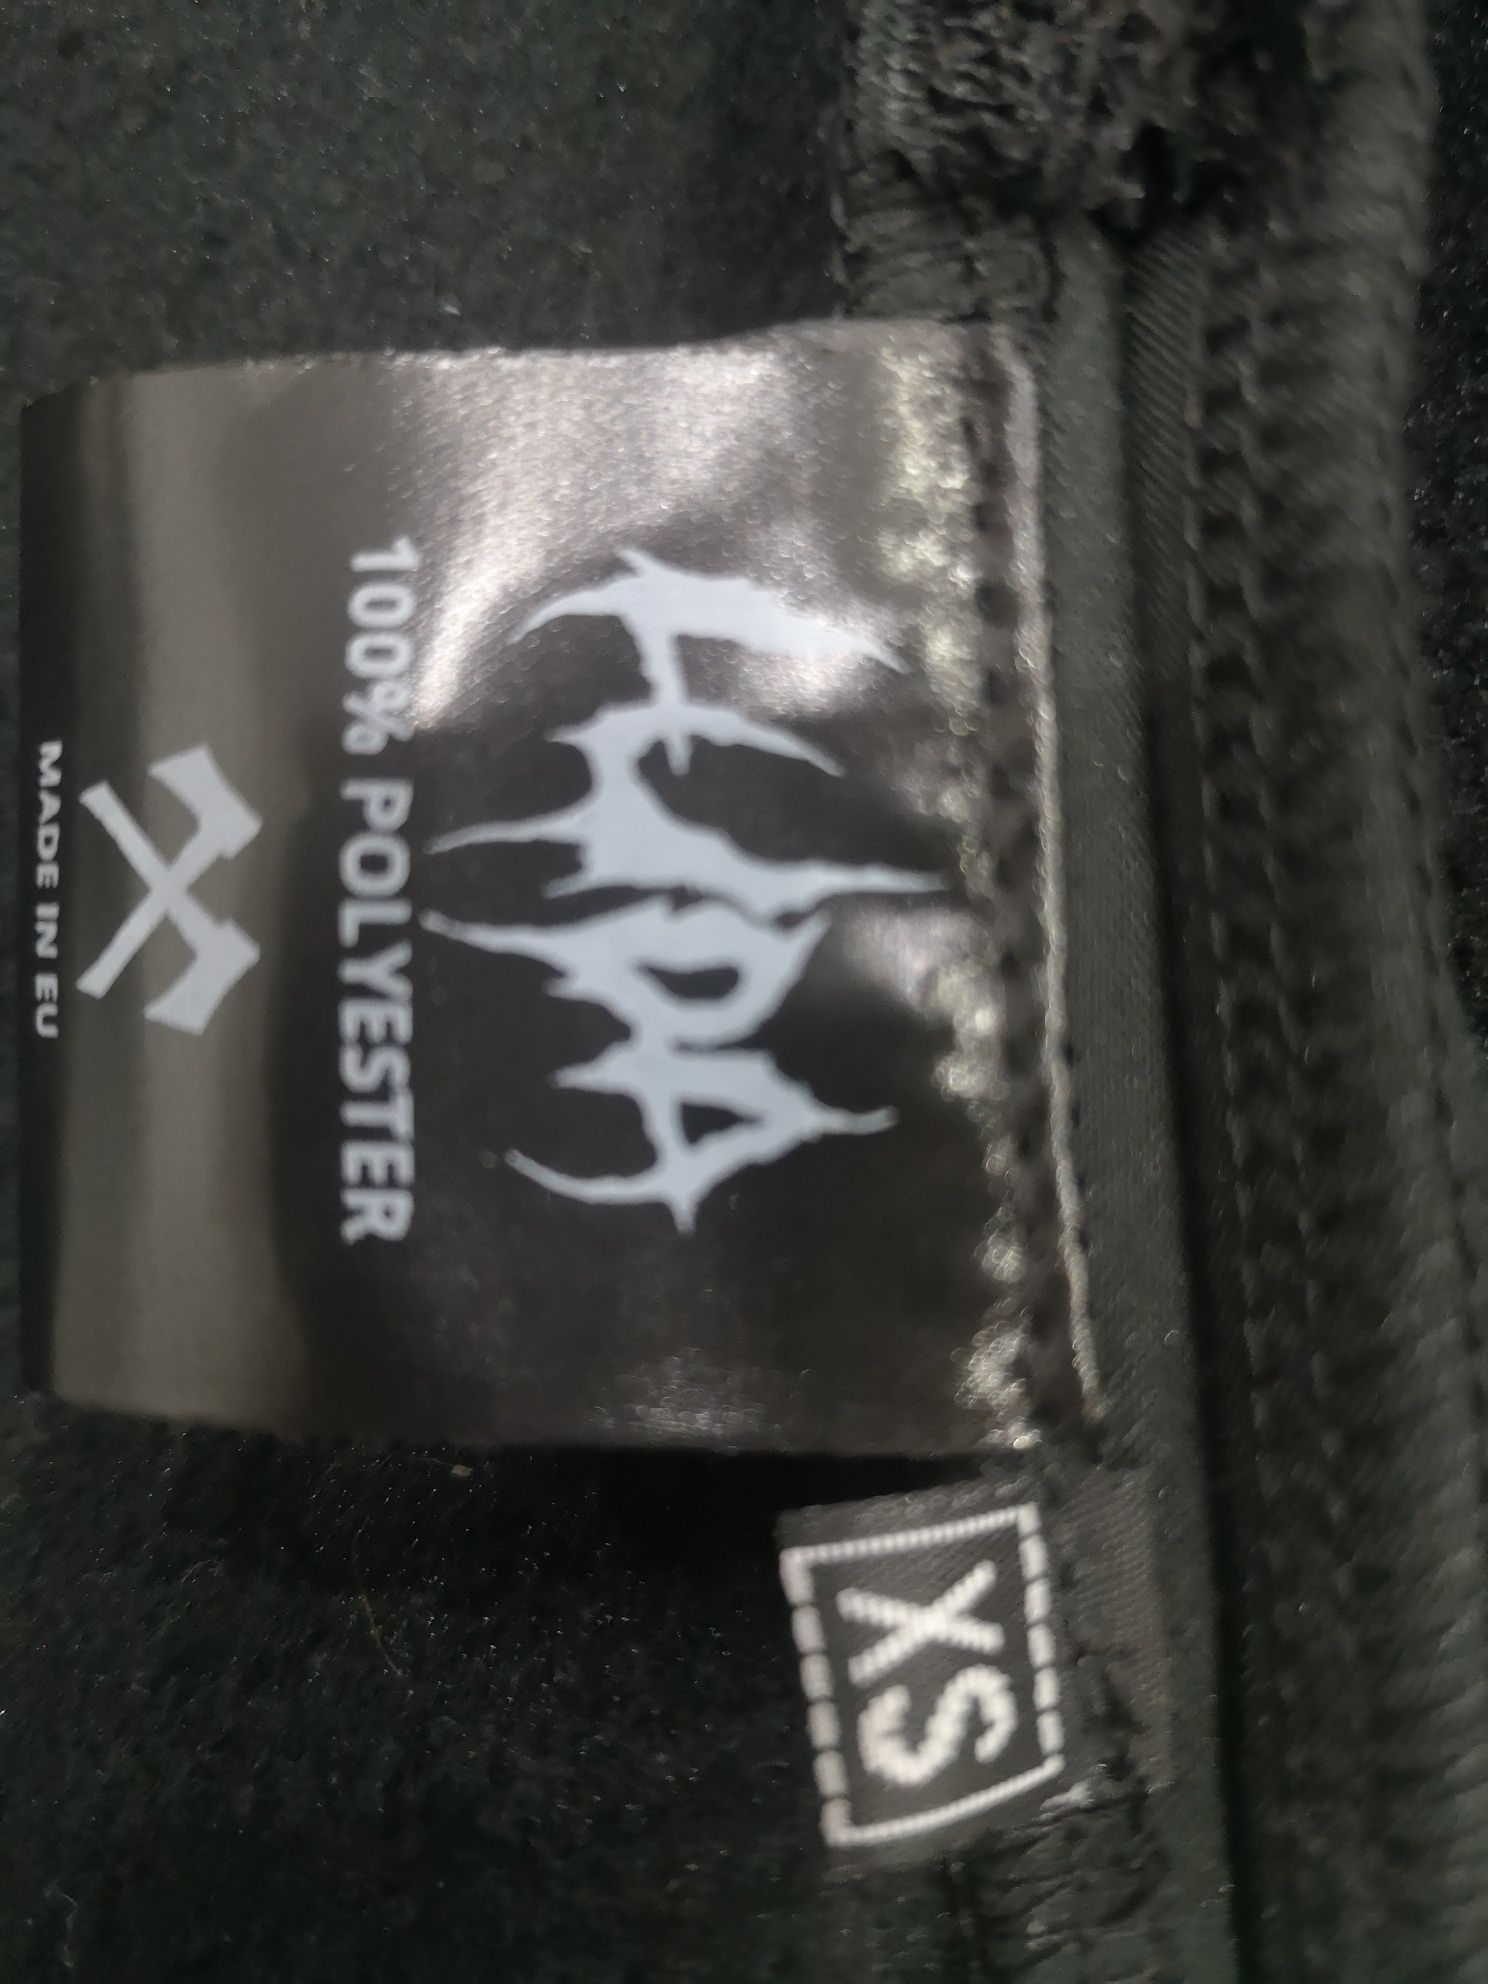 100% POLYESTER
MADE IN EU
XS